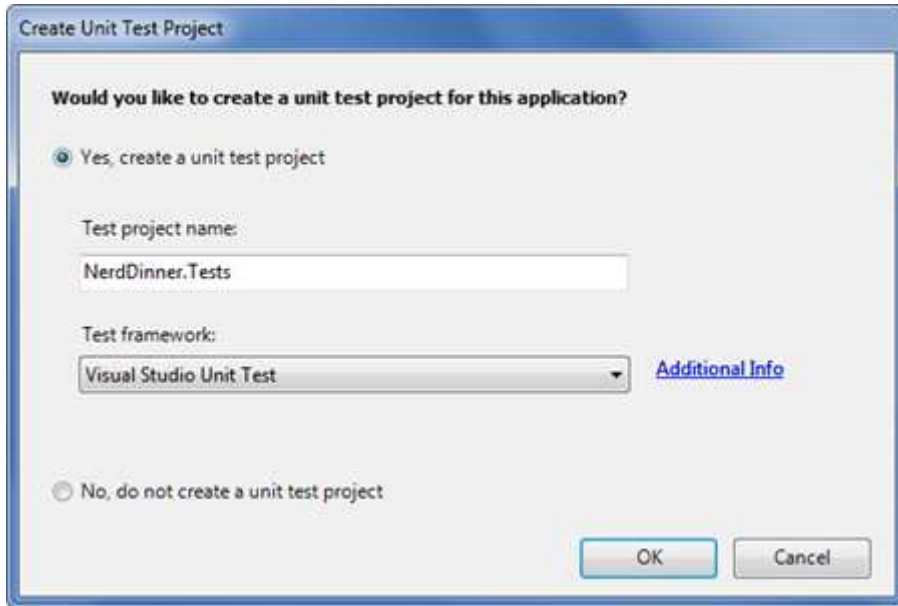 Create Unit Test Project
Would you like to create a unit test project for this application?
Yes, create a unit test project
Test project name:
NerdDinner.Tests
Test framework:
Visual Studio Unit Test
Additional Info
No, do not create a unit test project
OK
Cancel